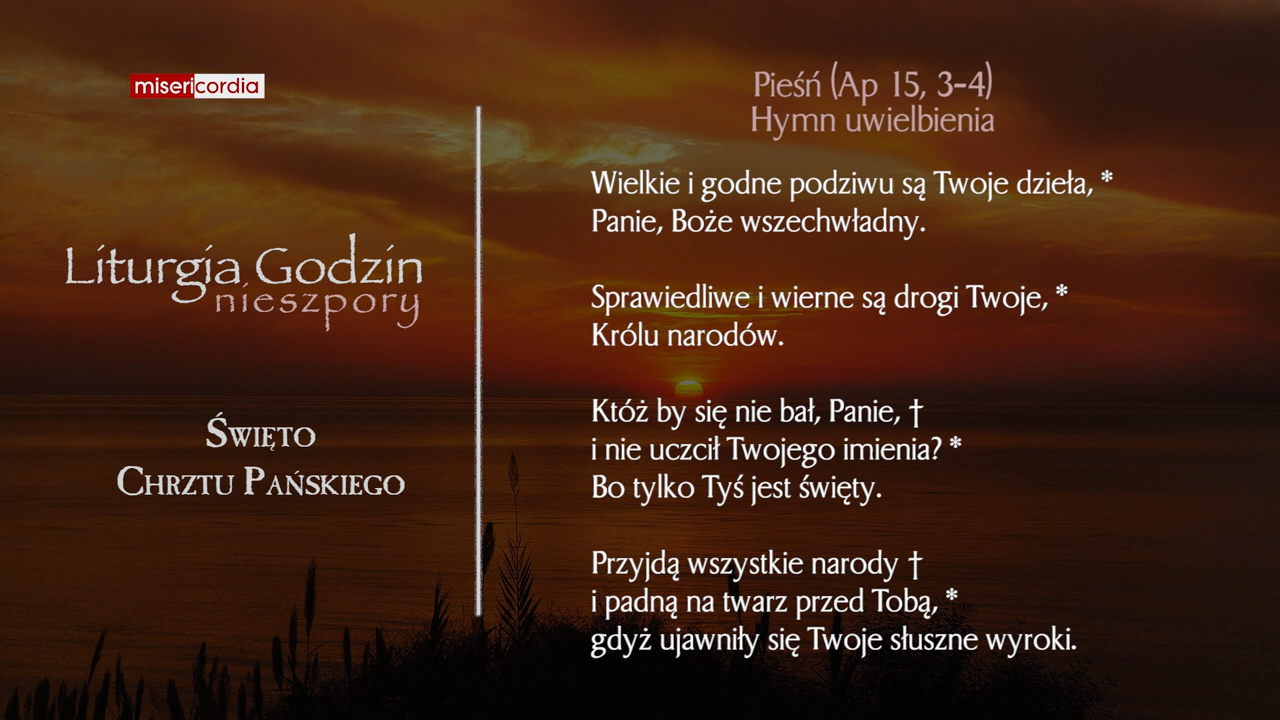 misericordia
Liturgia Godzin
nieszpory
Święto
Chrztu Pańskiego
Pieśń (Ap 15, 3-4)
Hymn uwielbienia
Wielkie i godne podziwu są Twoje dzieła, *
Panie, Boże wszechwładny.
Sprawiedliwe i wierne są drogi Twoje, *
Królu narodów.
Któż by się nie bał, Panie, †
i nie uczcił Twojego imienia? *
Bo tylko Tyś jest święty.
Przyjdą wszystkie narody †
i padną na twarz przed Tobą, *
gdyż ujawniły się Twoje słuszne wyroki.